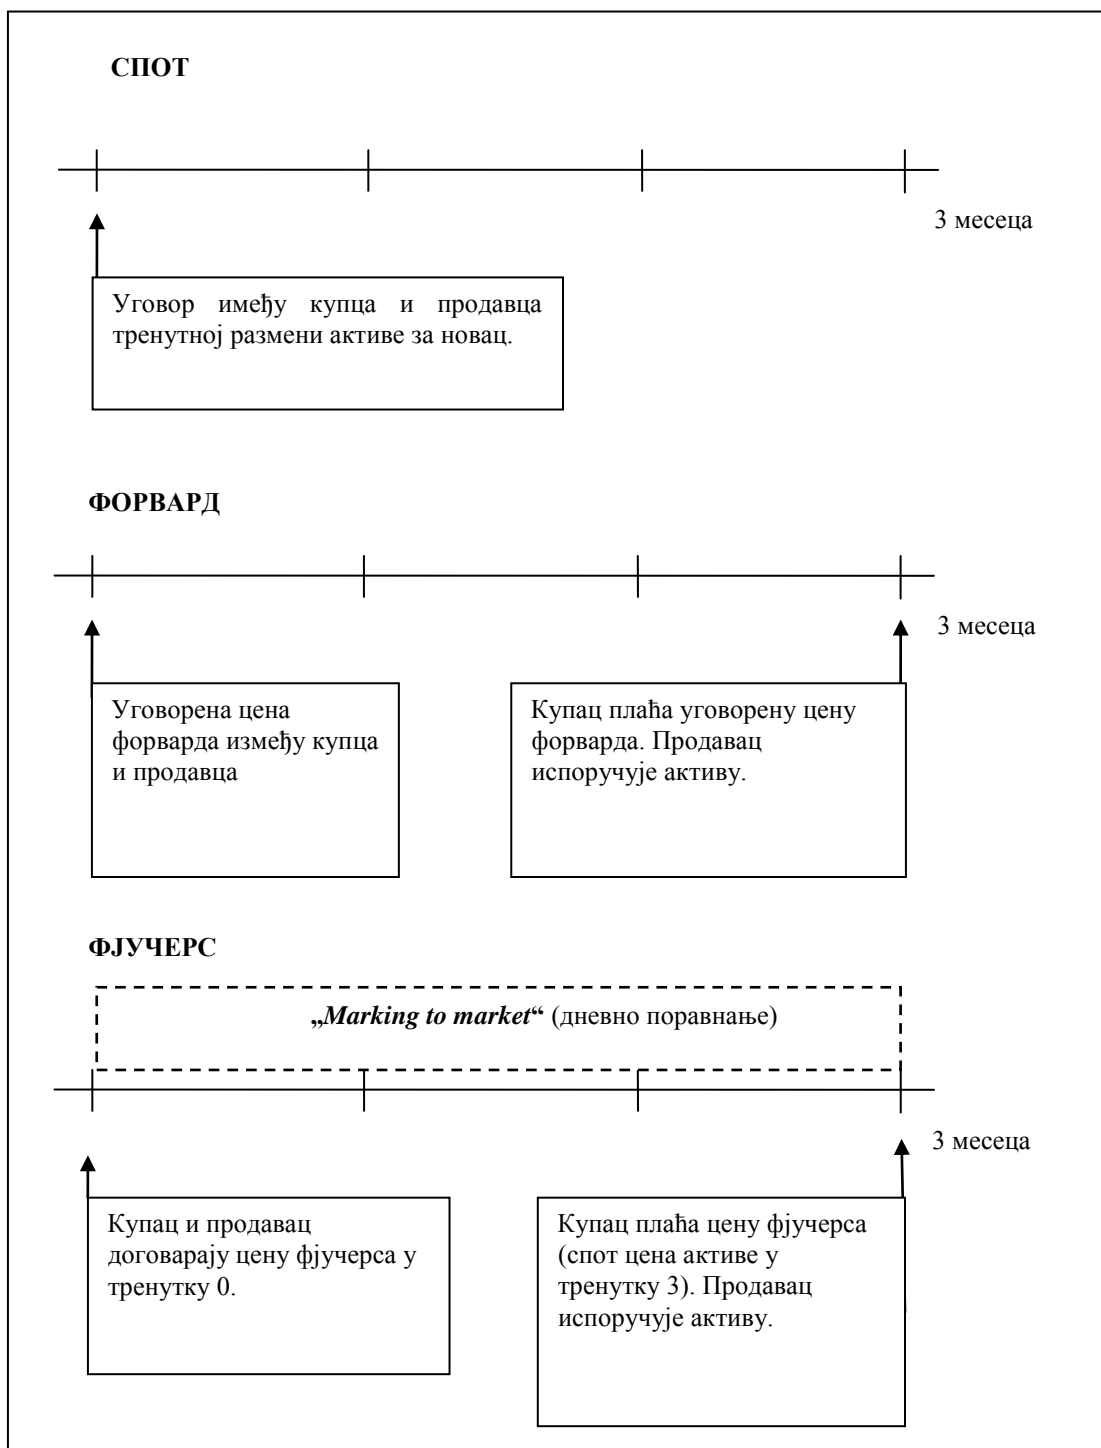 СПОТ
3 месеца
Уговор имеђу купца и продавца
тренутној размени активе за новац.
ФОРВАРД
3 месеца
Уговорена цена
форварда између купца
и продавца
Купац плаћа уговорену цену
форварда. Продавац
испоручује активу.
ФЈУЧЕРС
„Marking to market“ (дневно поравнање)
3 месеца
Купац и продавац
договарају цену фјучерса у
тренутку 0.
Купац плаћа цену фјучерса
(спот цена активе у
тренутку 3). Продавац
испоручује активу.